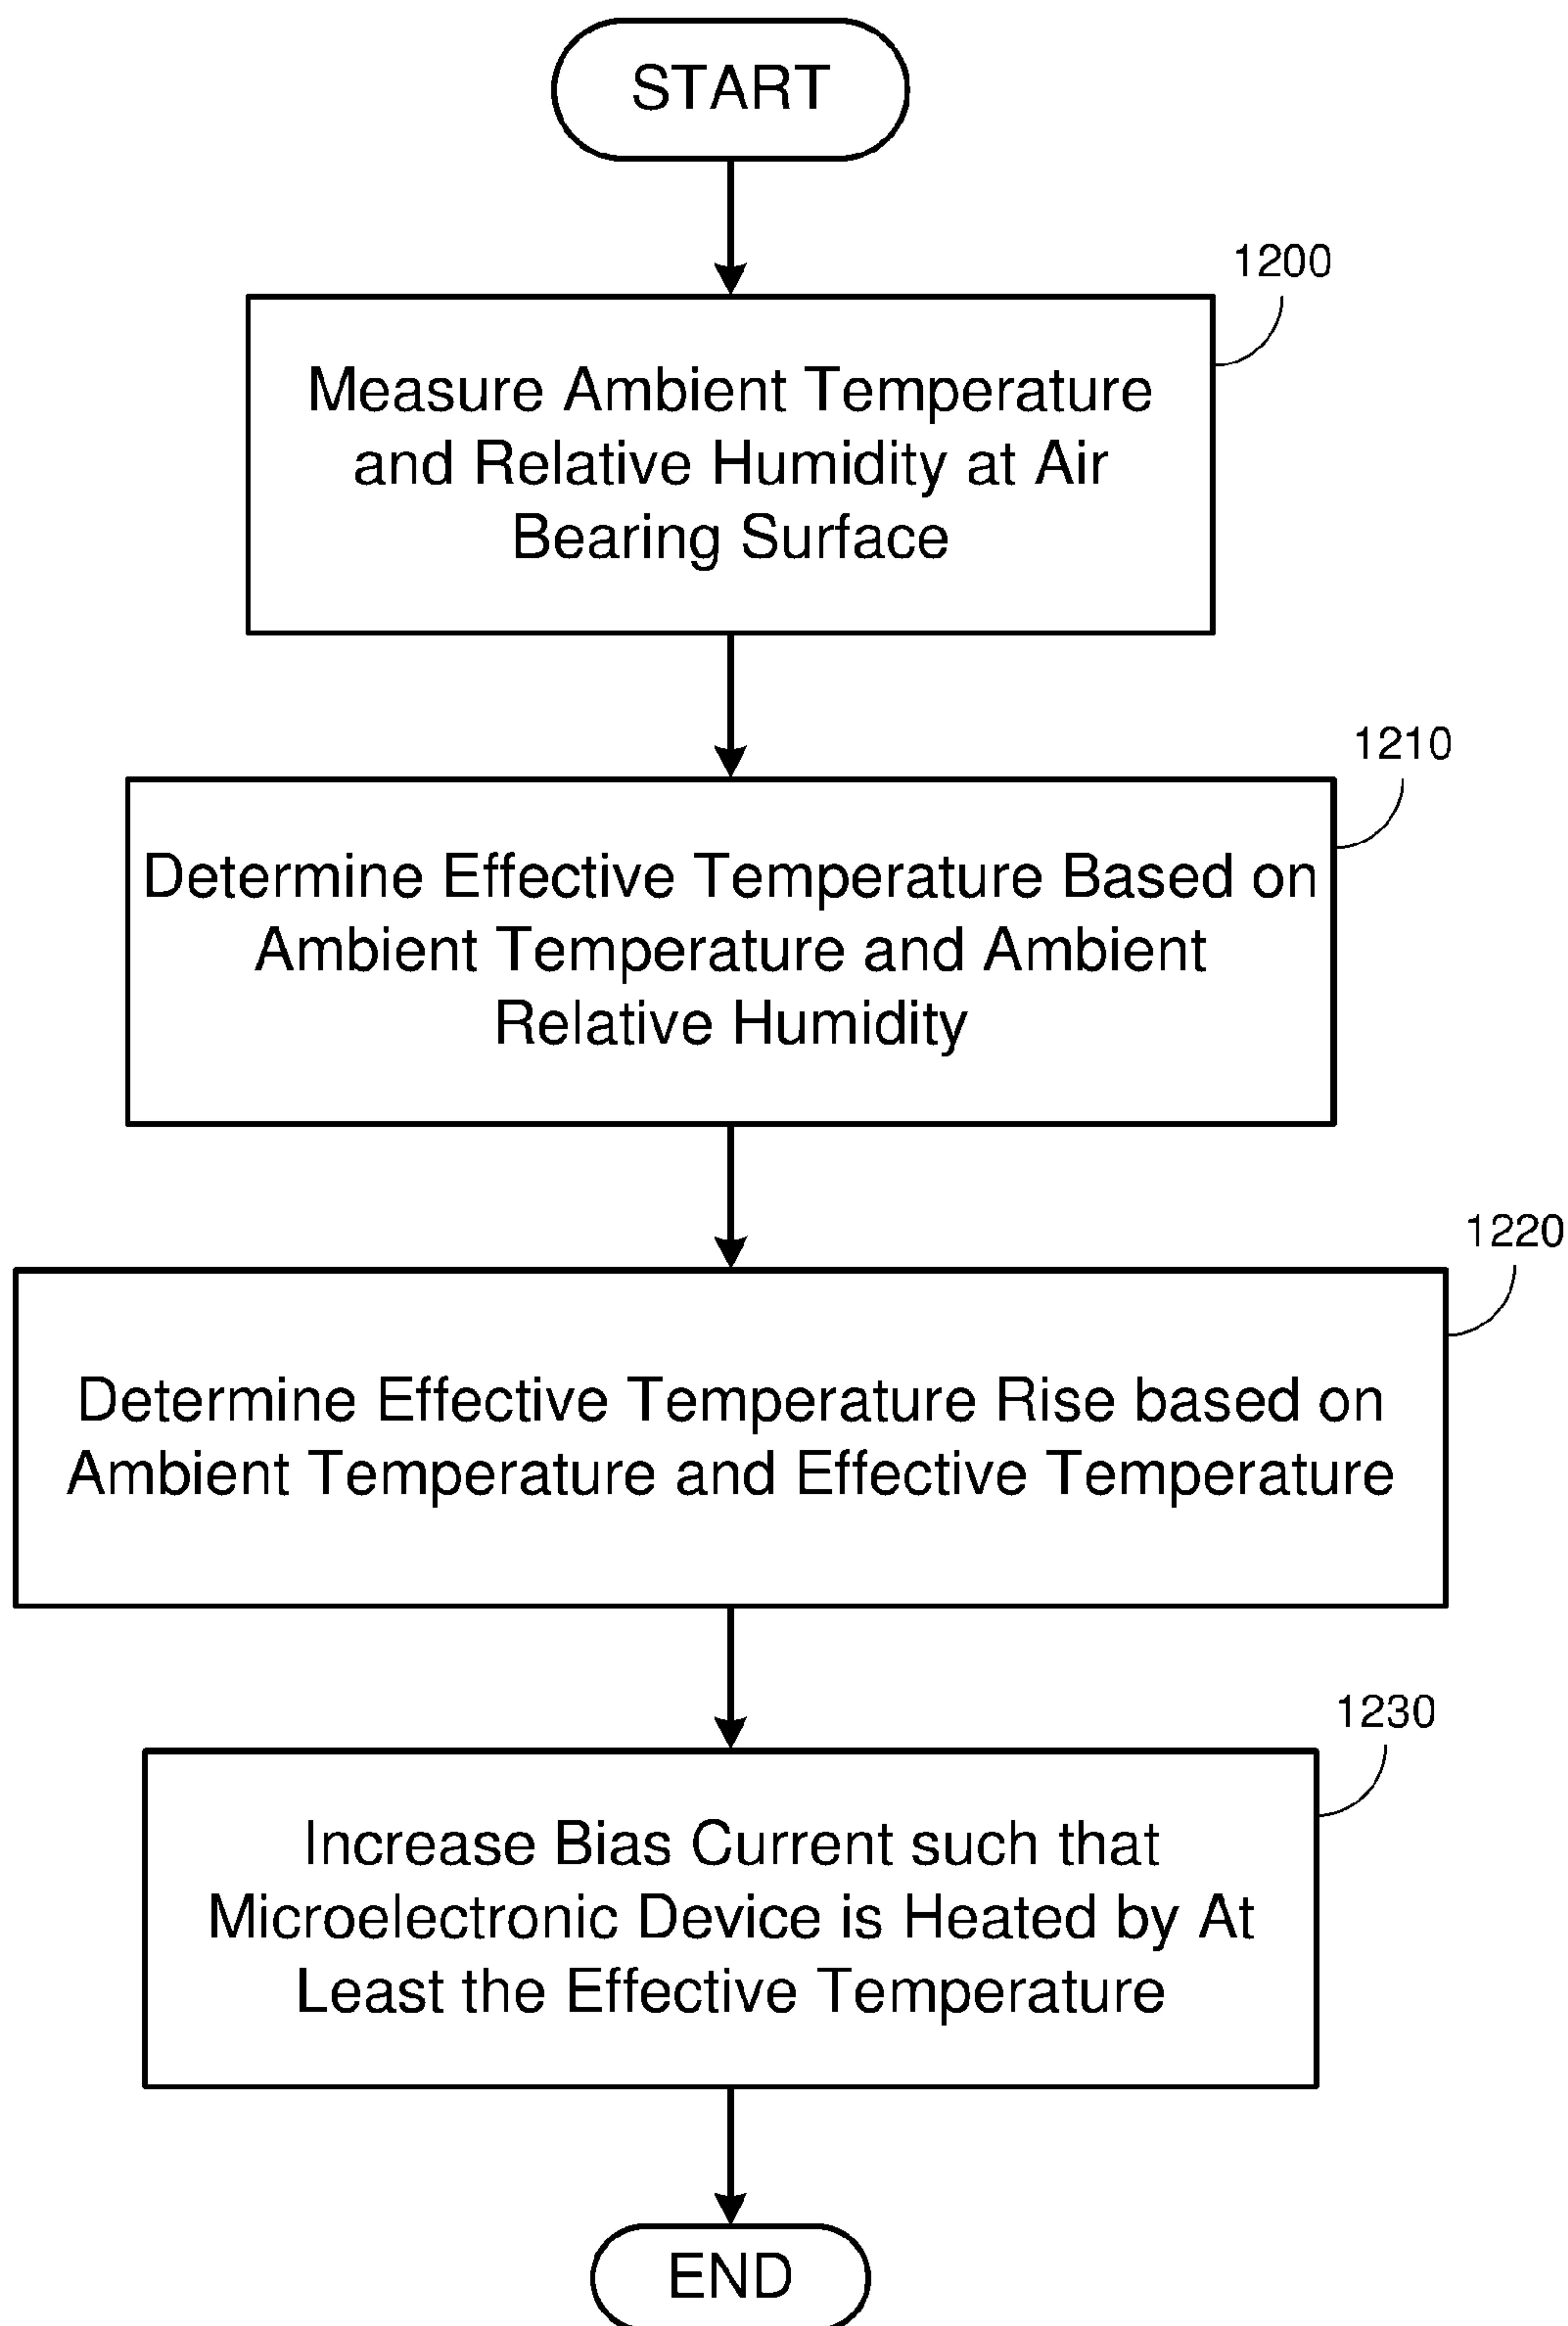 START
1200
Measure Ambient Temperature
and Relative Humidity at Air
Bearing Surface
1210
Determine Effective Temperature Based on
Ambient Temperature and Ambient
Relative Humidity
1220
Determine Effective Temperature Rise based on
Ambient Temperature and Effective Temperature
1230
Increase Bias Current such that
Microelectronic Device is Heated by At
Least the Effective Temperature
END